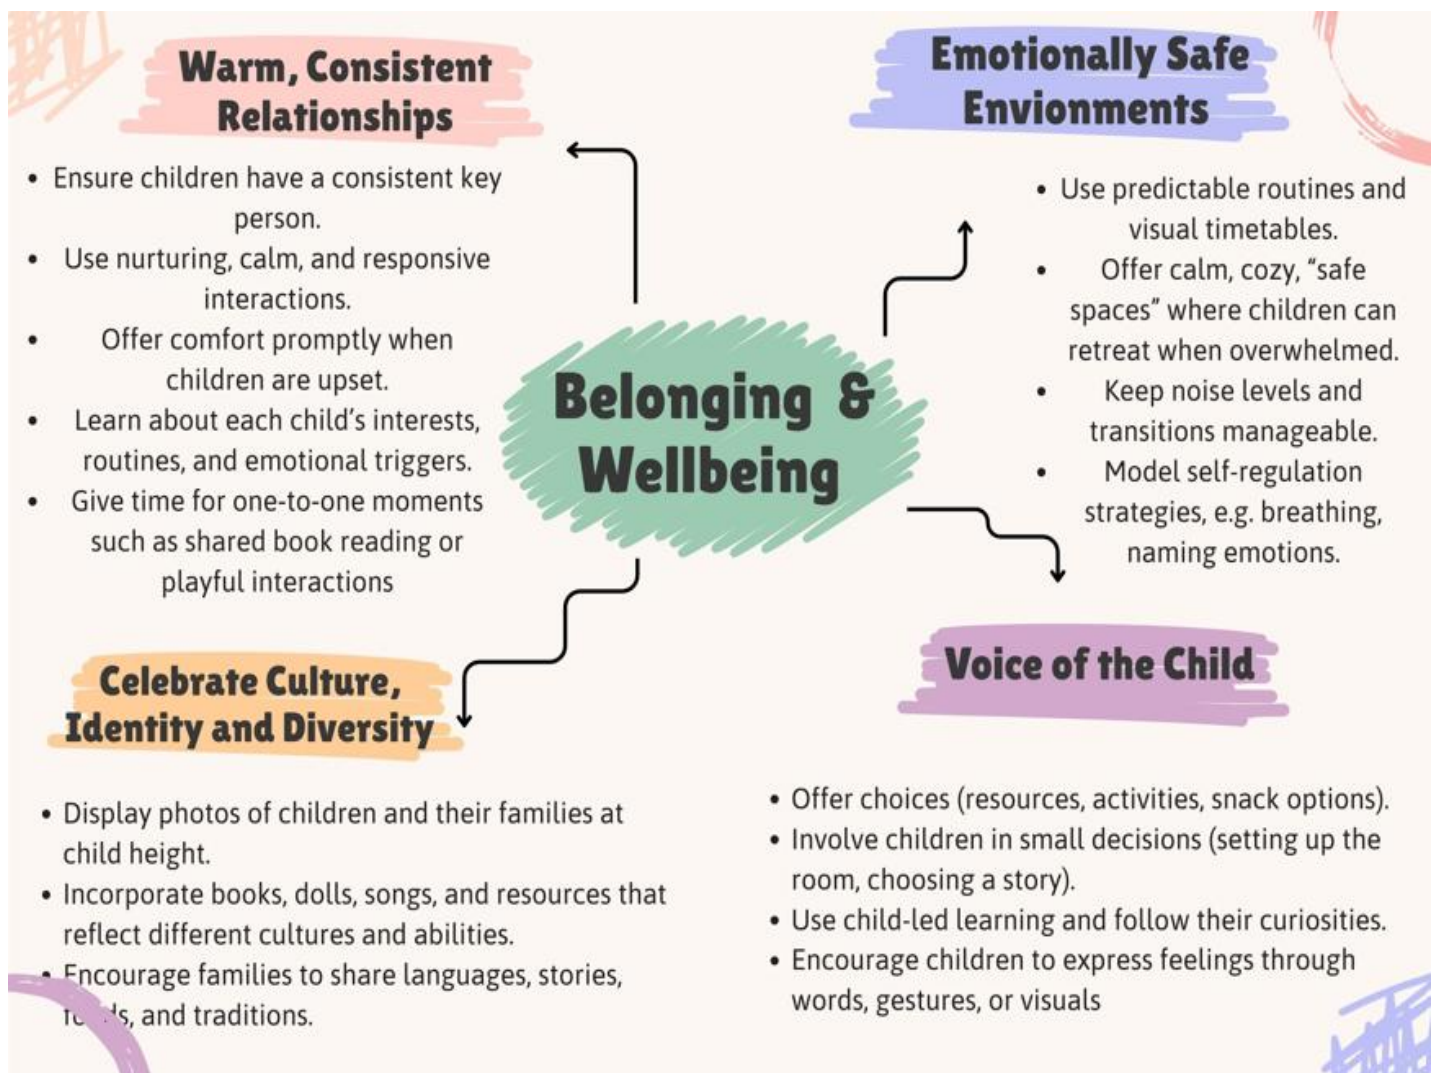 Warm, Consistent
Relationships
• Ensure children have a consistent key
person.
• Use nurturing, calm, and responsive
interactions.
• Offer comfort promptly when
children are upset.
• Learn about each child's interests,
routines, and emotional triggers.
• Give time for one-to-one moments
such as shared book reading or
playful interactions
Emotionally Safe
Envionments
• Use predictable routines and
visual timetables.
• Offer calm, cozy, "safe
spaces" where children can
retreat when overwhelmed.
• Keep noise levels and
transitions manageable.
• Model self-regulation
strategies, e.g. breathing,
naming emotions.
Belonging &
Wellbeing
Celebrate Culture,
Identity and Diversity
• Display photos of children and their families at
child height.
• Incorporate books, dolls, songs, and resources that
reflect different cultures and abilities.
• Encourage families to share languages, stories,
and traditions.
Voice of the Child
• Offer choices (resources, activities, snack options).
• Involve children in small decisions (setting up the
room, choosing a story).
• Use child-led learning and follow their curiosities.
• Encourage children to express feelings through
words, gestures, or visuals